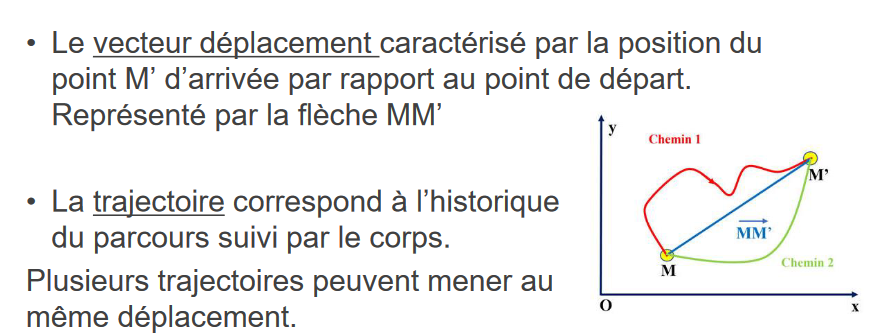 • Le vecteur déplacement caractérisé par la position du
point M’ d’arrivée par rapport au point de départ.
Représenté par la flèche MM’
• La trajectoire correspond à l’historique
du parcours suivi par le corps.
Plusieurs trajectoires peuvent mener au
même déplacement.
y
Chemin 1
M’
MM’
Chemin 2
M
O
x